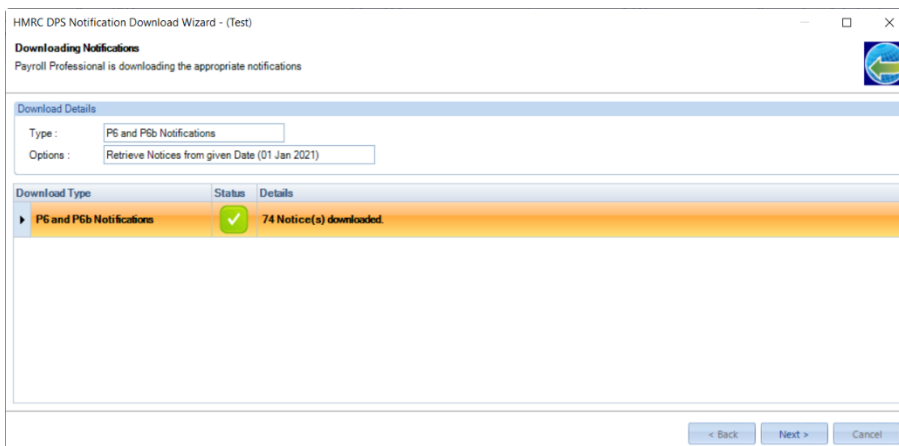 HMRC DPS Notification Download Wizard - (Test)
Downloading Notifications
Payroll Professional is downloading the appropriate notifications
Download Details
Type : P6 and P6b Notifications
Options : Retrieve Notices from given Date (01 Jan 2021)
Download Type Status Details
P6 and P6b Notifications 74 Notice(s) downloaded.
< Back Next > Cancel